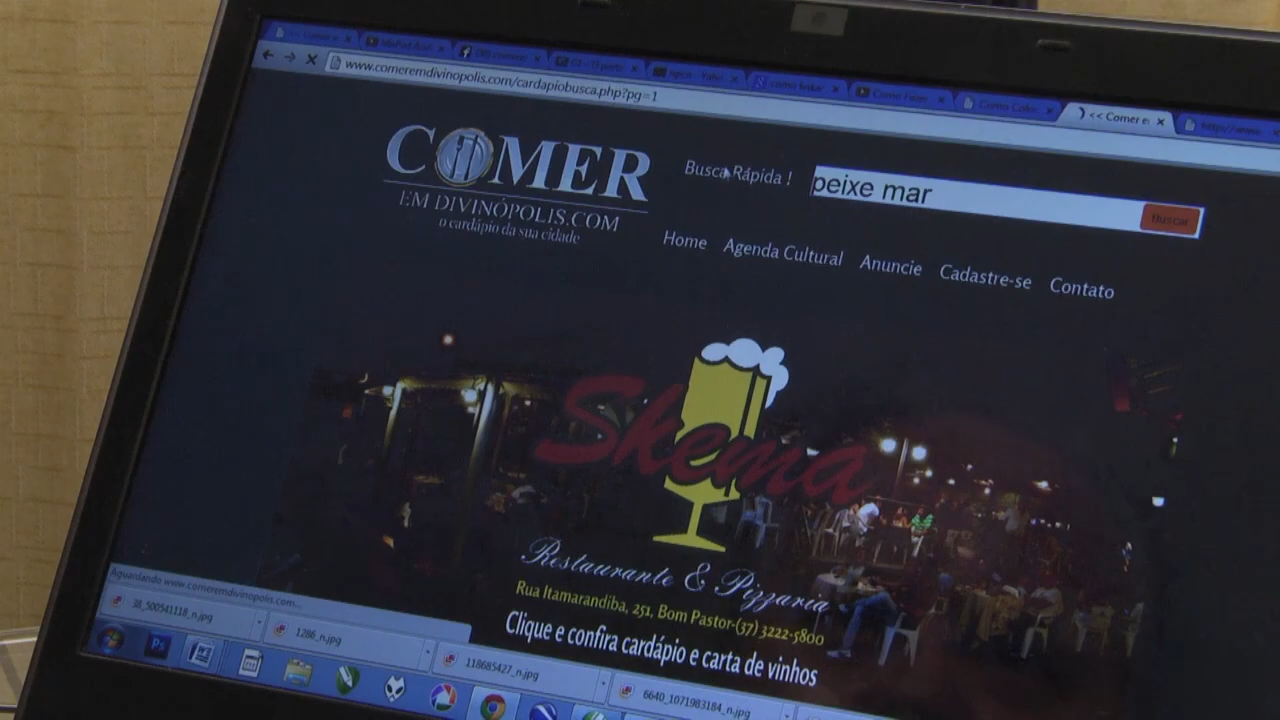 www.comeremdivinopolis.com/cardapiobusca.php?pg=1
<< Comer e
COMER
EM DIVINÓPOLIS.COM
o cardápio da sua cidade
Busca Rápida !
peixe mar
Buscar
Home Agenda Cultural Anuncie Cadastre-se Contato
Skema
Restaurante & Pizzaria
Rua Itamarandiba, 251, Bom Pastor-(37) 3222-5800
Clique e confira cardápio e carta de vinhos
Aguardando www.comeremdivinopolis.com...
38_500541118_n.jpg
1286_n.jpg
118685427_n.jpg
6640_1071983184_n.jpg
Ps